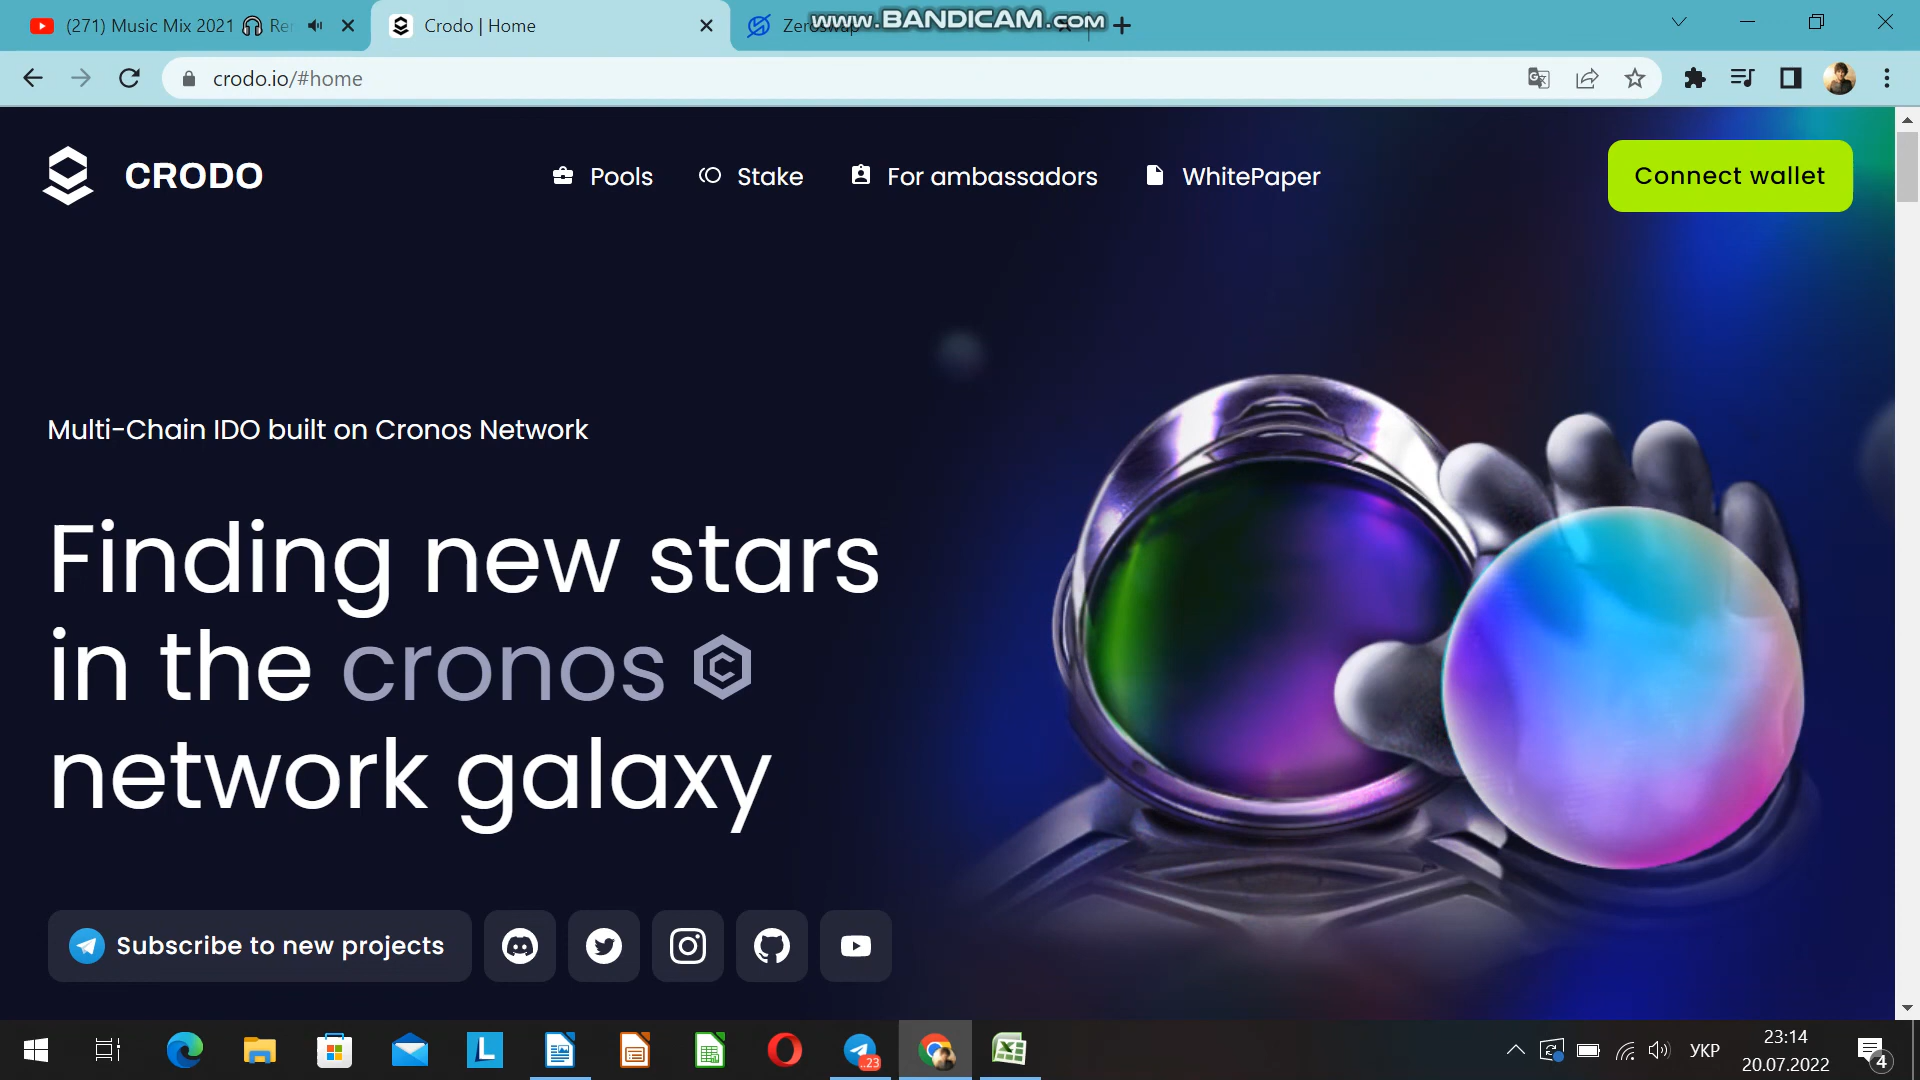 (271) Music Mix 2021 🎧 Re
Crodo | Home
Zeroswap
www.BANDICAM.com
crodo.io/#home
CRODO
Pools
Stake
For ambassadors
WhitePaper
Connect wallet
Multi-Chain IDO built on Cronos Network
Finding new stars
in the cronos
network galaxy
Subscribe to new projects
23
УКР
23:14
20.07.2022
4